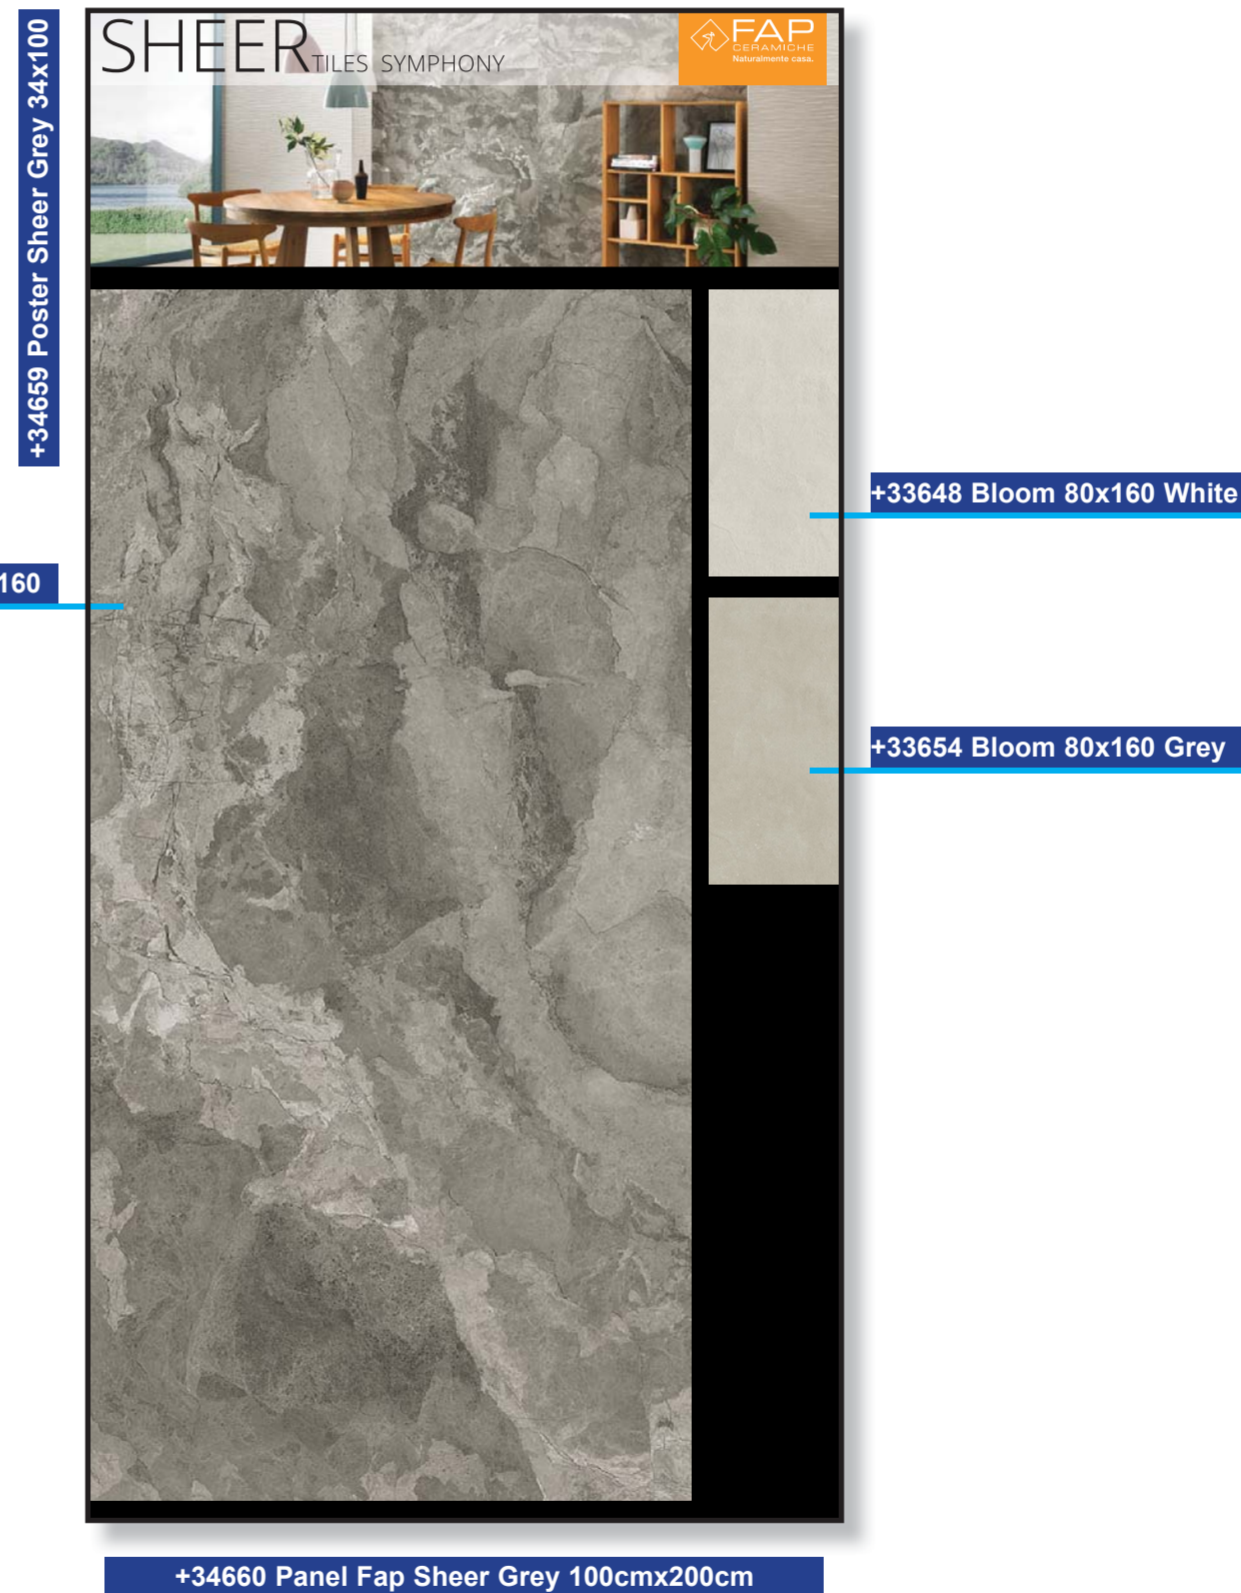 SHEER TILES SYMPHONY
FAP
CERAMICHE
Naturalmente casa.
+34659 Poster Sheer Grey 34x100
+33648 Bloom 80x160 White
160
+33654 Bloom 80x160 Grey
+34660 Panel Fap Sheer Grey 100cmx200cm